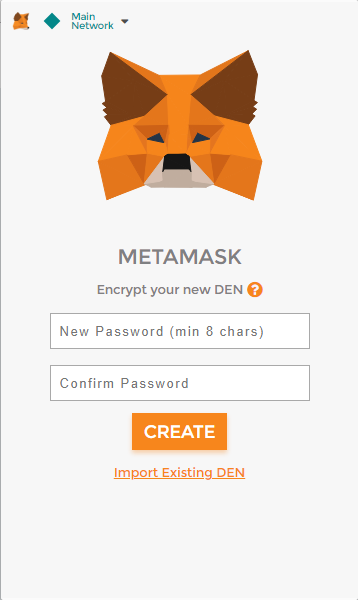 Main
Network
METAMASK
Encrypt your new DEN ?
New Password (min 8 chars)
Confirm Password
CREATE
Import Existing DEN